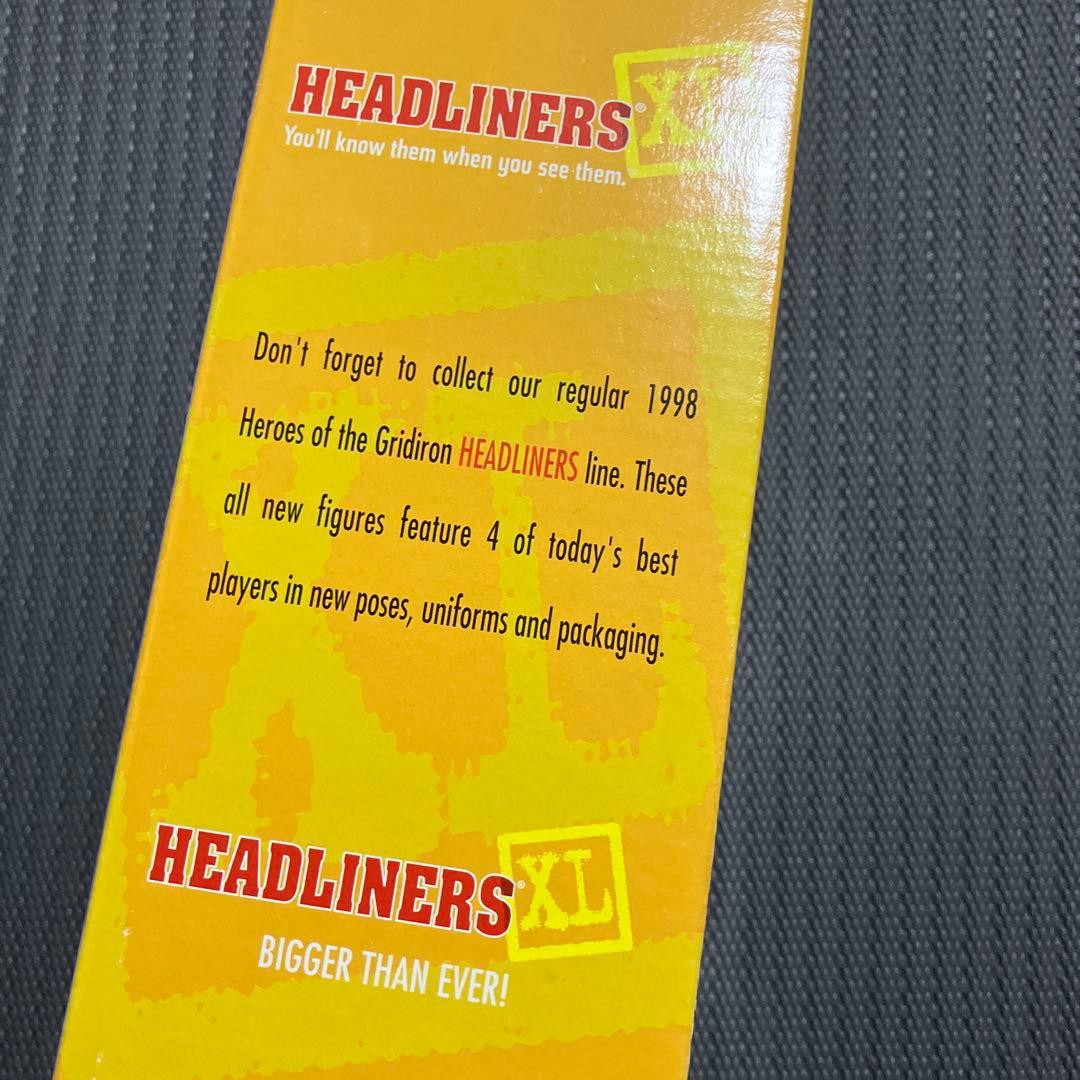 HEADLINERS® XL
You'll know them when you see them.
Don't forget to collect our regular 1998
Heroes of the Gridiron HEADLINERS line. These
all new figures feature 4 of today's best
players in new poses, uniforms and packaging.
HEADLINERS® XL
BIGGER THAN EVER!